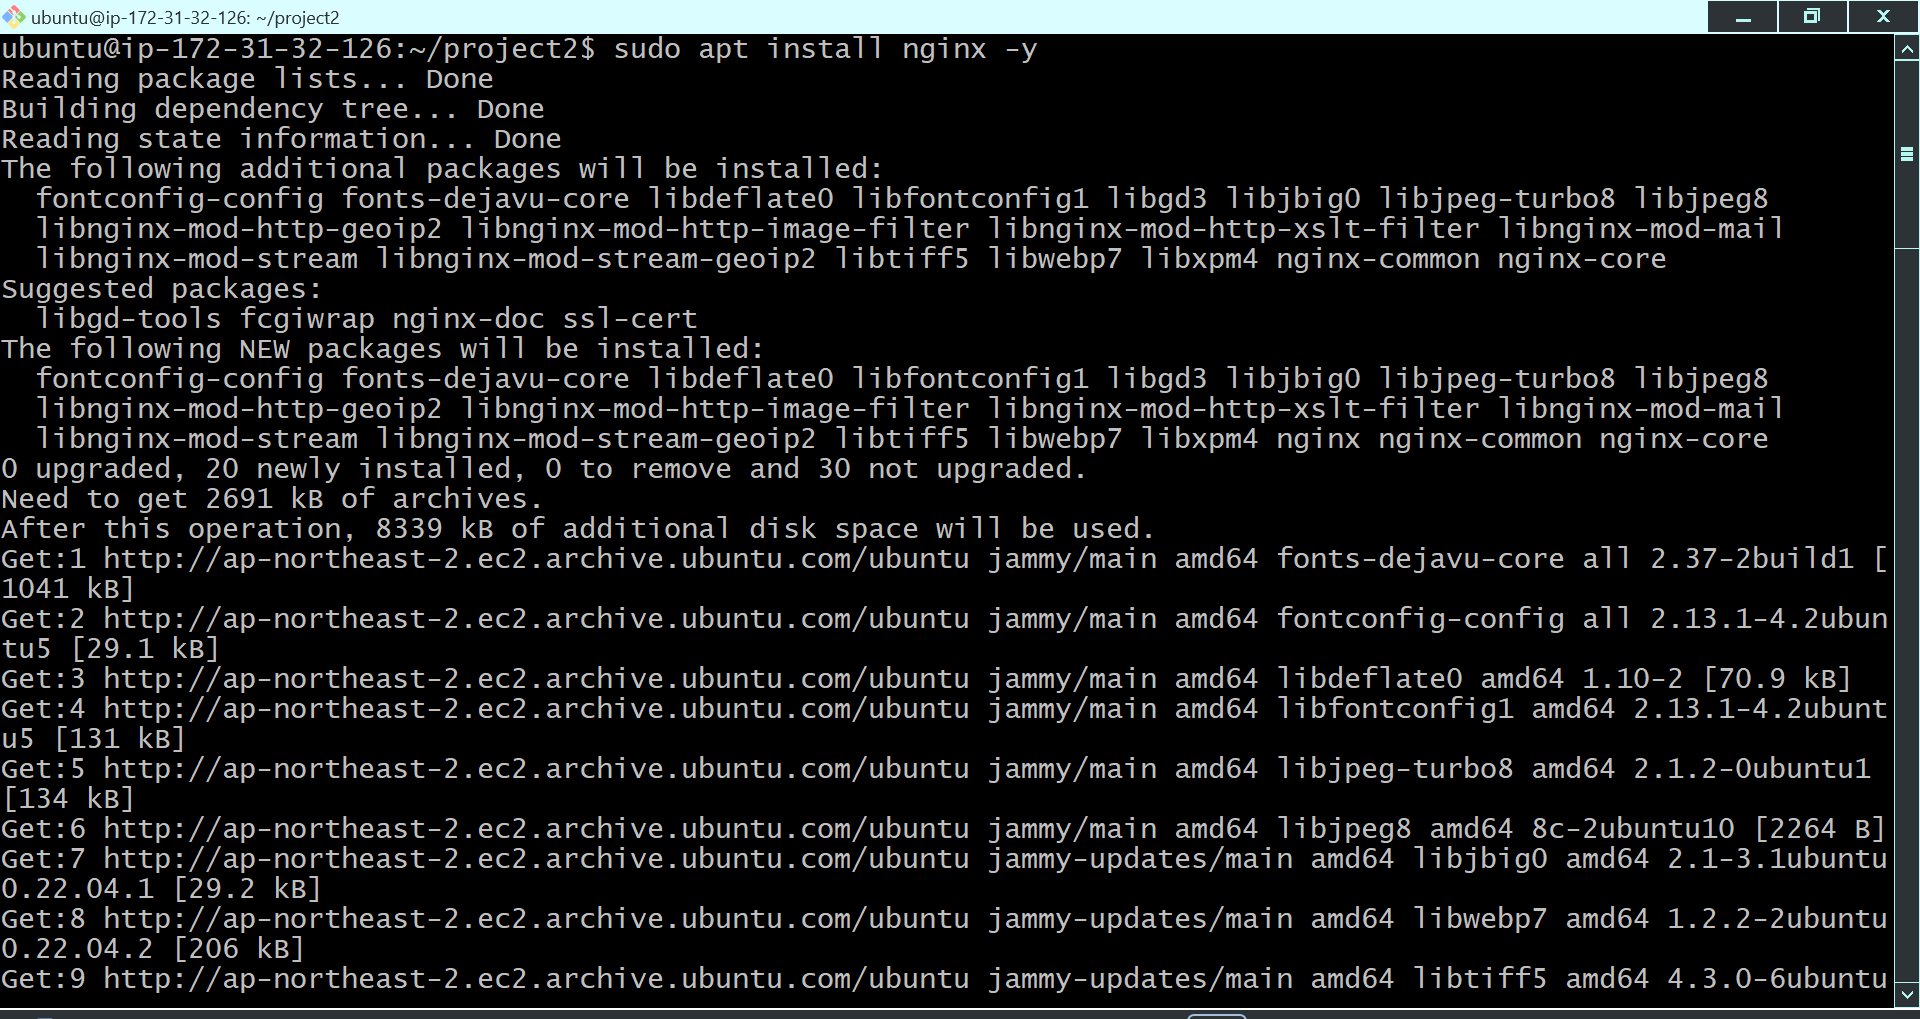 ubuntu@ip-172-31-32-126: ~/project2
ubuntu@ip-172-31-32-126:~/project2$ sudo apt install nginx -y
Reading package lists... Done
Building dependency tree... Done
Reading state information... Done
The following additional packages will be installed:
  fontconfig-config fonts-dejavu-core libdeflate0 libfontconfig1 libgd3 libjbig0 libjpeg-turbo8 libjpeg8
  libnginx-mod-http-geoip2 libnginx-mod-http-image-filter libnginx-mod-http-xslt-filter libnginx-mod-mail
  libnginx-mod-stream libnginx-mod-stream-geoip2 libtiff5 libwebp7 libxpm4 nginx-common nginx-core
Suggested packages:
  libgd-tools fcgiwrap nginx-doc ssl-cert
The following NEW packages will be installed:
  fontconfig-config fonts-dejavu-core libdeflate0 libfontconfig1 libgd3 libjbig0 libjpeg-turbo8 libjpeg8
  libnginx-mod-http-geoip2 libnginx-mod-http-image-filter libnginx-mod-http-xslt-filter libnginx-mod-mail
  libnginx-mod-stream libnginx-mod-stream-geoip2 libtiff5 libwebp7 libxpm4 nginx nginx-common nginx-core
0 upgraded, 20 newly installed, 0 to remove and 30 not upgraded.
Need to get 2691 kB of archives.
After this operation, 8339 kB of additional disk space will be used.
Get:1 http://ap-northeast-2.ec2.archive.ubuntu.com/ubuntu jammy/main amd64 fonts-dejavu-core all 2.37-2build1 [
1041 kB]
Get:2 http://ap-northeast-2.ec2.archive.ubuntu.com/ubuntu jammy/main amd64 fontconfig-config all 2.13.1-4.2ubun
tu5 [29.1 kB]
Get:3 http://ap-northeast-2.ec2.archive.ubuntu.com/ubuntu jammy/main amd64 libdeflate0 amd64 1.10-2 [70.9 kB]
Get:4 http://ap-northeast-2.ec2.archive.ubuntu.com/ubuntu jammy/main amd64 libfontconfig1 amd64 2.13.1-4.2ubunt
u5 [131 kB]
Get:5 http://ap-northeast-2.ec2.archive.ubuntu.com/ubuntu jammy/main amd64 libjpeg-turbo8 amd64 2.1.2-0ubuntu1
[134 kB]
Get:6 http://ap-northeast-2.ec2.archive.ubuntu.com/ubuntu jammy/main amd64 libjpeg8 amd64 8c-2ubuntu10 [2264 B]
Get:7 http://ap-northeast-2.ec2.archive.ubuntu.com/ubuntu jammy-updates/main amd64 libjbig0 amd64 2.1-3.1ubuntu
0.22.04.1 [29.2 kB]
Get:8 http://ap-northeast-2.ec2.archive.ubuntu.com/ubuntu jammy-updates/main amd64 libwebp7 amd64 1.2.2-2ubuntu
0.22.04.2 [206 kB]
Get:9 http://ap-northeast-2.ec2.archive.ubuntu.com/ubuntu jammy-updates/main amd64 libtiff5 amd64 4.3.0-6ubuntu